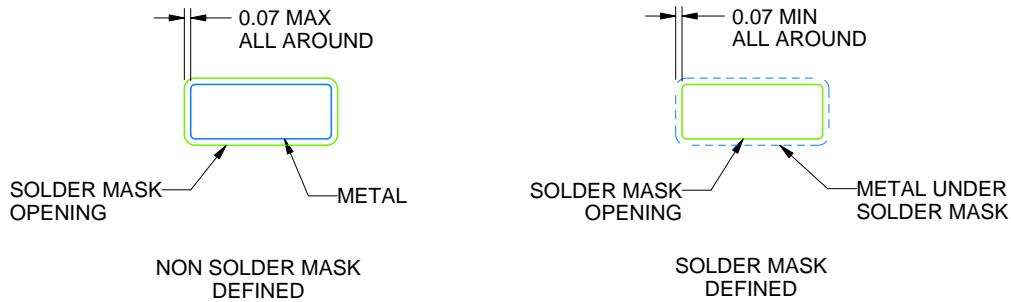 0.07 MAX
ALL AROUND
SOLDER MASK
OPENING
METAL
NON SOLDER MASK
DEFINED
0.07 MIN
ALL AROUND
SOLDER MASK
OPENING
METAL UNDER
SOLDER MASK
SOLDER MASK
DEFINED